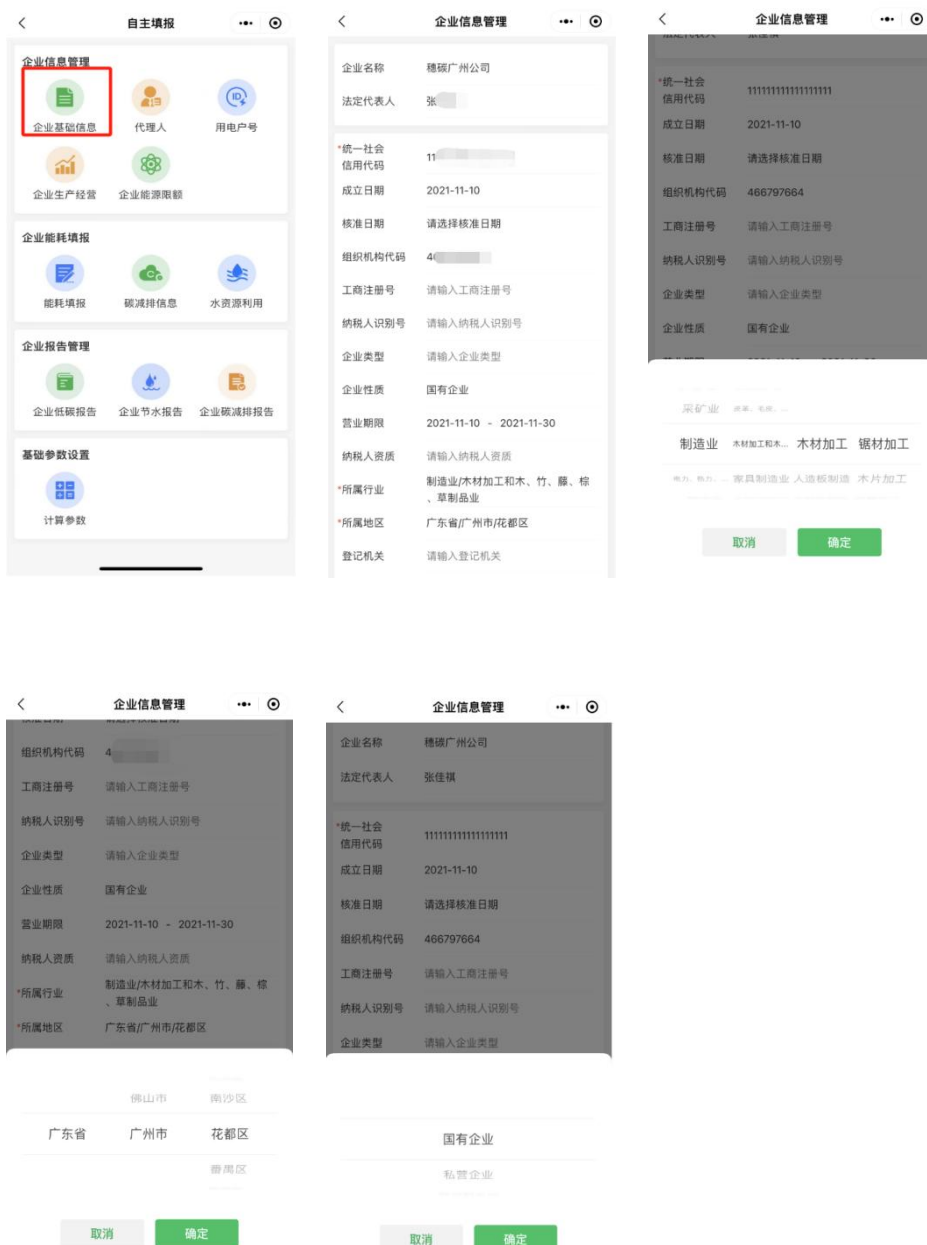 自主填报
企业信息管理
企业基础信息
代理人
用电户号
企业生产经营
企业能源限额
企业能耗填报
能耗填报
碳减排信息
水资源利用
企业报告管理
企业低碳报告
企业节水报告
企业碳减排报告
基础参数设置
计算参数
企业信息管理
企业名称 穗碳广州公司
法定代表人 张
*统一社会
信用代码 11
成立日期 2021-11-10
核准日期 请选择核准日期
组织机构代码 4
工商注册号 请输入工商注册号
纳税人识别号 请输入纳税人识别号
企业类型 请输入企业类型
企业性质 国有企业
营业期限 2021-11-10 - 2021-11-30
纳税人资质 请输入纳税人资质
*所属行业 制造业/木材加工和木、竹、藤、棕
、草制品业
*所属地区 广东省/广州市/花都区
登记机关 请输入登记机关
企业信息管理
*统一社会
信用代码 111111111111111111
成立日期 2021-11-10
核准日期 请选择核准日期
组织机构代码 466797664
工商注册号 请输入工商注册号
纳税人识别号 请输入纳税人识别号
企业类型 请输入企业类型
企业性质 国有企业
采矿业
制造业 木材加工和木... 木材加工 锯材加工
家具制造业 人造板制造 木片加工
取消 确定
企业信息管理
组织机构代码 4
工商注册号 请输入工商注册号
纳税人识别号 请输入纳税人识别号
企业类型 请输入企业类型
企业性质 国有企业
营业期限 2021-11-10 - 2021-11-30
纳税人资质 请输入纳税人资质
*所属行业 制造业/木材加工和木、竹、藤、棕
、草制品业
*所属地区 广东省/广州市/花都区
佛山市 南沙区
广东省 广州市 花都区
番禺区
取消 确定
企业信息管理
企业名称 穗碳广州公司
法定代表人 张佳祺
*统一社会
信用代码 111111111111111111
成立日期 2021-11-10
核准日期 请选择核准日期
组织机构代码 466797664
工商注册号 请输入工商注册号
纳税人识别号 请输入纳税人识别号
企业类型 请输入企业类型
国有企业
私营企业
取消 确定